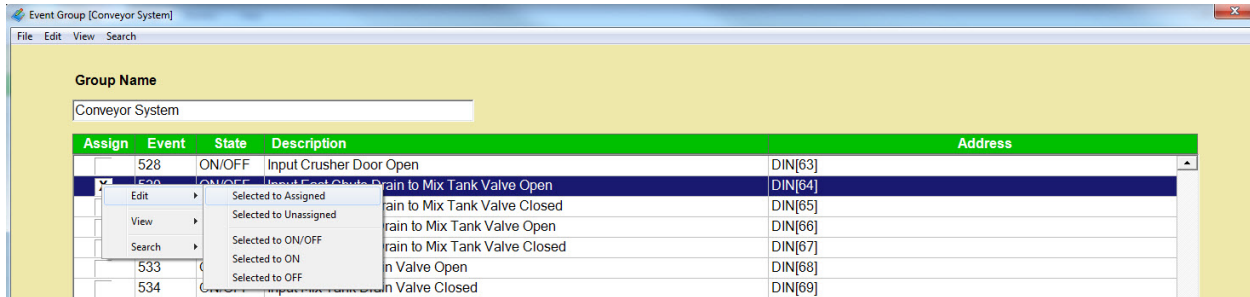 Event Group [Conveyor System]
File Edit View Search
Group Name
Conveyor System
Assign Event State Description Address
528 ON/OFF Input Crusher Door Open DIN[63]
X Drain to Mix Tank Valve Open DIN[64]
Edit Selected to Assigned
rain to Mix Tank Valve Closed DIN[65]
View Selected to Unassigned
rain to Mix Tank Valve Open DIN[66]
Search Selected to ON/OFF
rain to Mix Tank Valve Closed DIN[67]
Selected to ON
533 n Valve Open DIN[68]
Selected to OFF
534 n Valve Closed DIN[69]